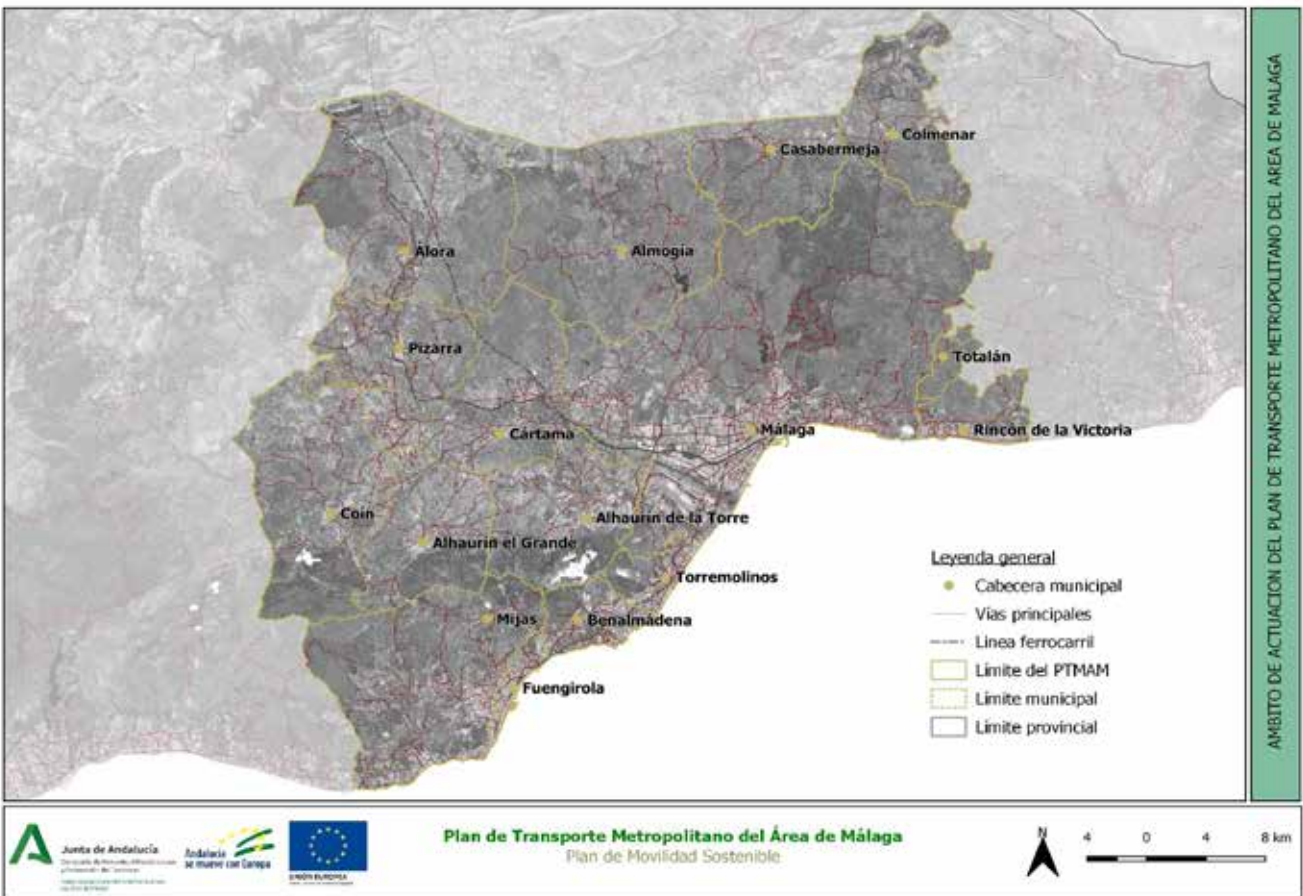 Colmenar
Casabermeja
Álora
Almogía
Pizarra
Totalán
Cártama
Málaga
Rincón de la Victoria
Coín
Alhaurín de la Torre
Alhaurín el Grande
Torremolinos
Mijas
Benalmádena
Fuengirola
Leyenda general
Cabecera municipal
Vías principales
Línea ferrocarril
Límite del PTMAM
Límite municipal
Límite provincial
AMBITO DE ACTUACION DEL PLAN DE TRANSPORTE METROPOLITANO DEL AREA DE MALAGA
Junta de Andalucía
Andalucía
se mueve con Europa
UNIÓN EUROPEA
Plan de Transporte Metropolitano del Área de Málaga
Plan de Movilidad Sostenible
N
4 0 4 8 km